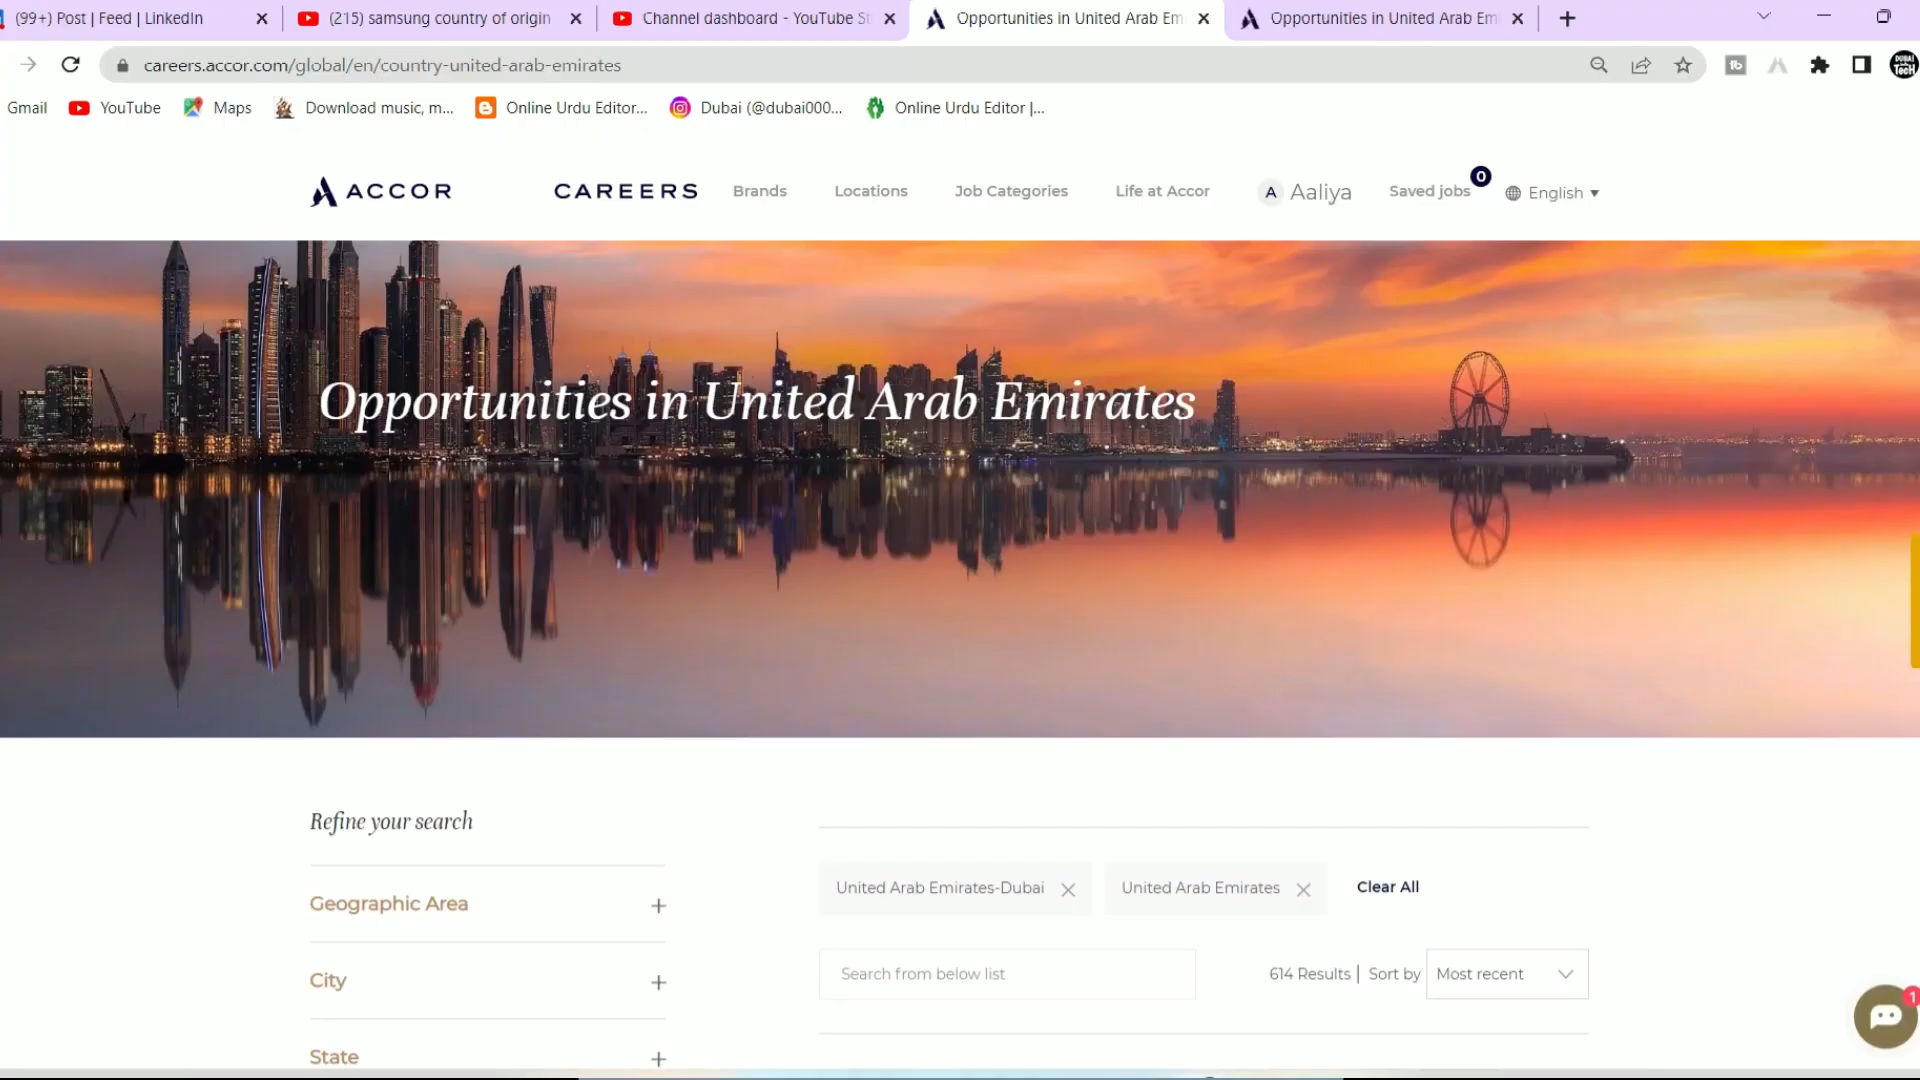 (99+) Post | Feed | LinkedIn
(215) samsung country of origin
Channel dashboard - YouTube St
Opportunities in United Arab Em
Opportunities in United Arab Em
careers.accor.com/global/en/country-united-arab-emirates
Gmail
YouTube
Maps
Download music, m...
Online Urdu Editor...
Dubai (@dubai000...
Online Urdu Editor |...
ACCOR
CAREERS
Brands
Locations
Job Categories
Life at Accor
A Aaliya
Saved jobs 0
English
Opportunities in United Arab Emirates
Refine your search
Geographic Area
City
State
United Arab Emirates-Dubai
United Arab Emirates
Clear All
Search from below list
614 Results | Sort by
Most recent
1